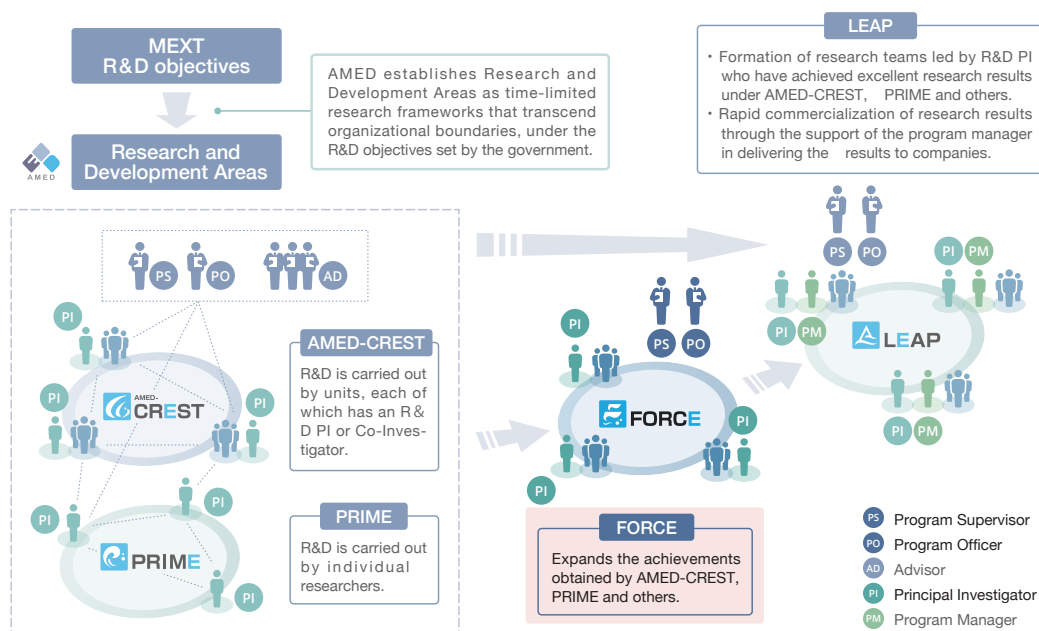 MEXT
R&D objectives
AMED establishes Research and
Development Areas as time-limited
research frameworks that transcend
organizational boundaries, under the
R&D objectives set by the government.
AMED
Research and
Development Areas
LEAP
・Formation of research teams led by R&D PI
who have achieved excellent research results
under AMED-CREST, PRIME and others.
・Rapid commercialization of research results
through the support of the program manager
in delivering the results to companies.
PS
PO
AD
PI
AMED-
CREST
PI
PI
AMED-CREST
R&D is carried out
by units, each of
which has an R &
D PI or Co-Inves-
tigator.
PI
PI
PI
PRIME
PRIME
R&D is carried out
by individual
researchers.
PS
PO
PI
FORCE
PI
PI
FORCE
Expands the achievements
obtained by AMED-CREST,
PRIME and others.
PS
PO
PI
PM
PI
PM
LEAP
PI
PM
PS Program Supervisor
PO Program Officer
AD Advisor
PI Principal Investigator
PM Program Manager